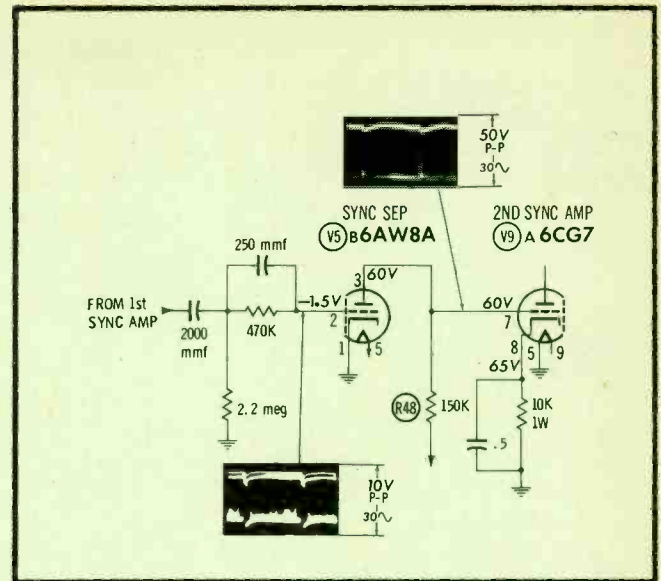 50V
P-P
30∿
SYNC SEP
V5 B 6AW8A
2ND SYNC AMP
V9 A 6CG7
250 mmf
3 60V
FROM 1st
SYNC AMP
-1.5V
2
60V
7
2000
mmf
470K
1 5
8 5 9
65V
2.2 meg
R48 150K
10K
1W
.5
10V
P-P
30∿